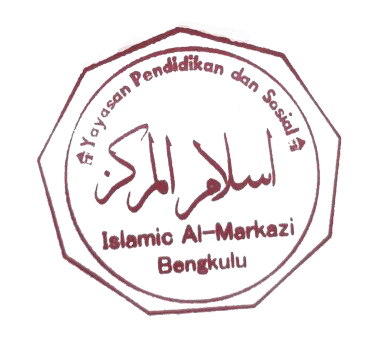 Yayasan Pendidikan dan Sosial
اسلام المركز
Islamic Al-Markazi
Bengkulu